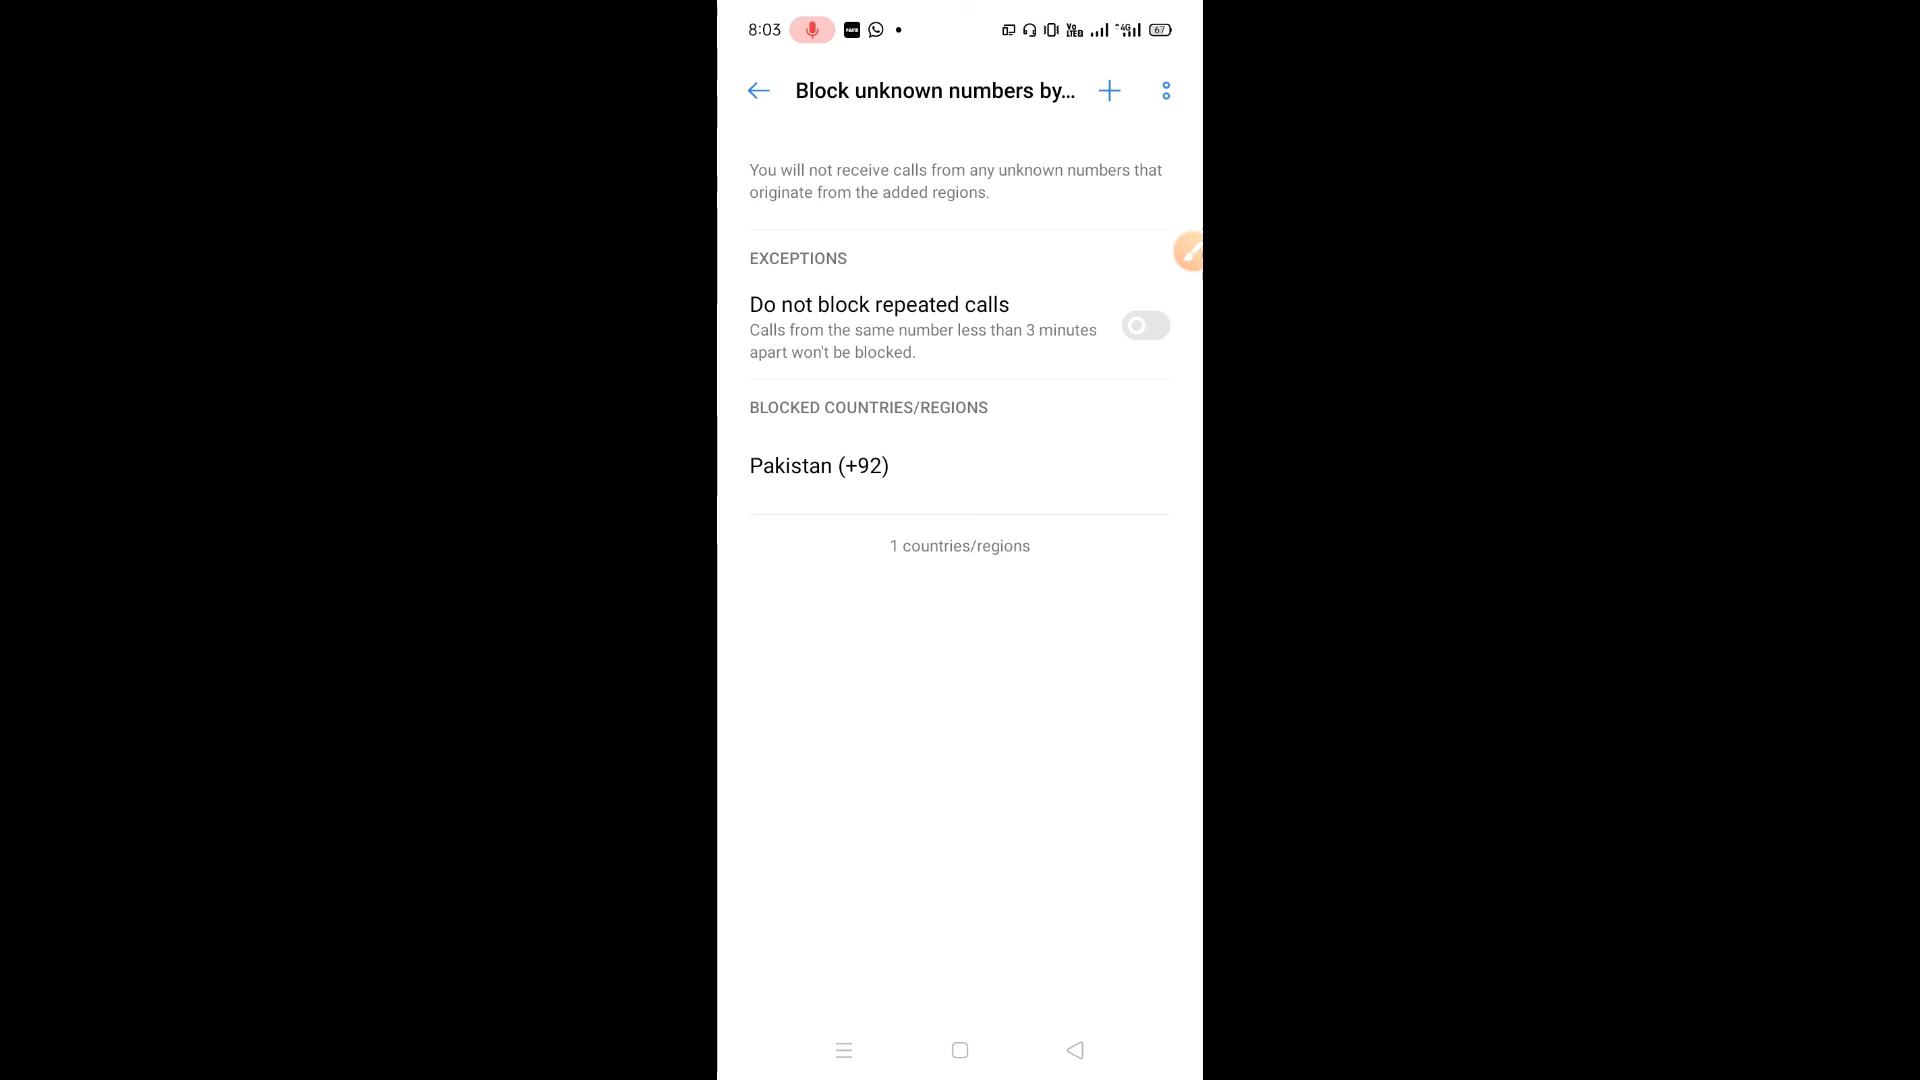 8:03
Block unknown numbers by...
You will not receive calls from any unknown numbers that
originate from the added regions.
EXCEPTIONS
Do not block repeated calls
Calls from the same number less than 3 minutes
apart won't be blocked.
BLOCKED COUNTRIES/REGIONS
Pakistan (+92)
1 countries/regions